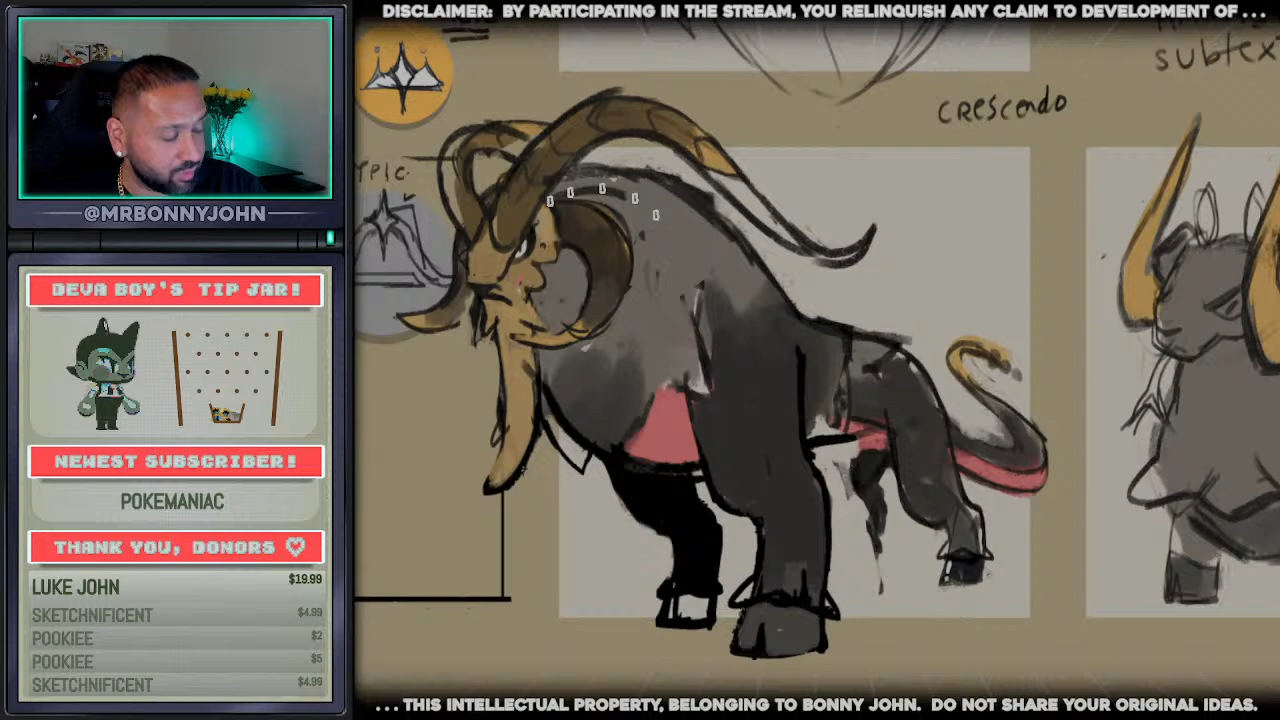 DISCLAIMER: BY PARTICIPATING IN THE STREAM, YOU RELINQUISH ANY CLAIM TO DEVELOPMENT OF ...
subtex
CRESCENDO
@MRBONNYJOHN
DEVA BOY'S TIP JAR!
NEWEST SUBSCRIBER!
POKEMANIAC
THANK YOU, DONORS
LUKE JOHN $19.99
SKETCHNIFICENT $4.99
POOKIEE $2
POOKIEE $5
SKETCHNIFICENT $4.99
... THIS INTELLECTUAL PROPERTY, BELONGING TO BONNY JOHN. DO NOT SHARE YOUR ORIGINAL IDEAS.